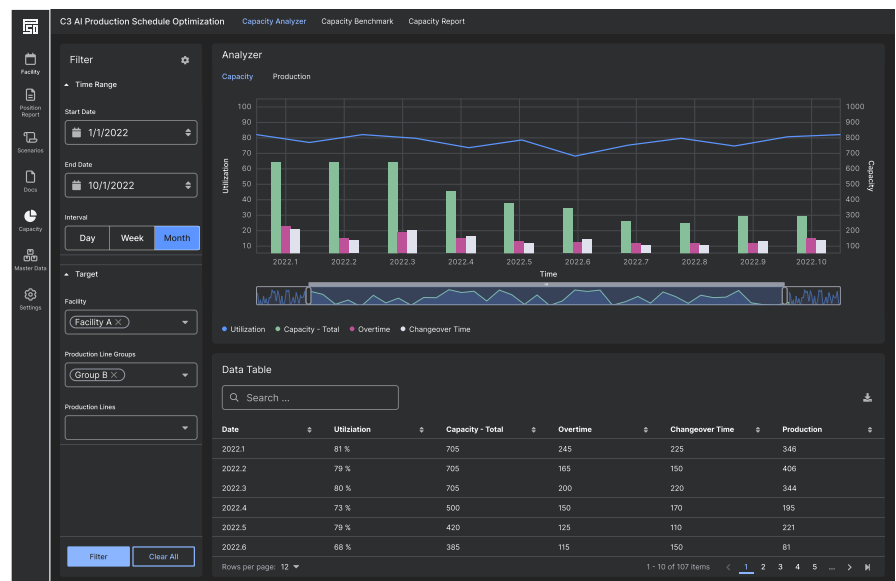 C3 AI Production Schedule Optimization
Capacity Analyzer
Capacity Benchmark
Capacity Report
Facility
Position
Report
Scenarios
Docs
Capacity
Master Data
Settings
Filter
Time Range
Start Date
1/1/2022
End Date
10/1/2022
Interval
Day Week Month
Target
Facility
Facility A ×
Production Line Groups
Group B ×
Production Lines
Filter
Clear All
Analyzer
Capacity Production
100 1000
90 900
80 800
70 700
60 600
50 500
40 400
30 300
20 200
10 100
Utilization
Capacity
2022.1 2022.2 2022.3 2022.4 2022.5 2022.6 2022.7 2022.8 2022.9 2022.10
Time
Utilization Capacity - Total Overtime Changeover Time
Data Table
Search ...
Date Utilziation Capacity - Total Overtime Changeover Time Production
2022.1 81 % 705 245 225 346
2022.2 79 % 705 165 150 406
2022.3 80 % 705 200 220 344
2022.4 73 % 500 150 170 195
2022.5 79 % 420 125 110 221
2022.6 68 % 385 115 150 81
Rows per page: 12
1 - 10 of 107 Items
1 2 3 4 5 ...